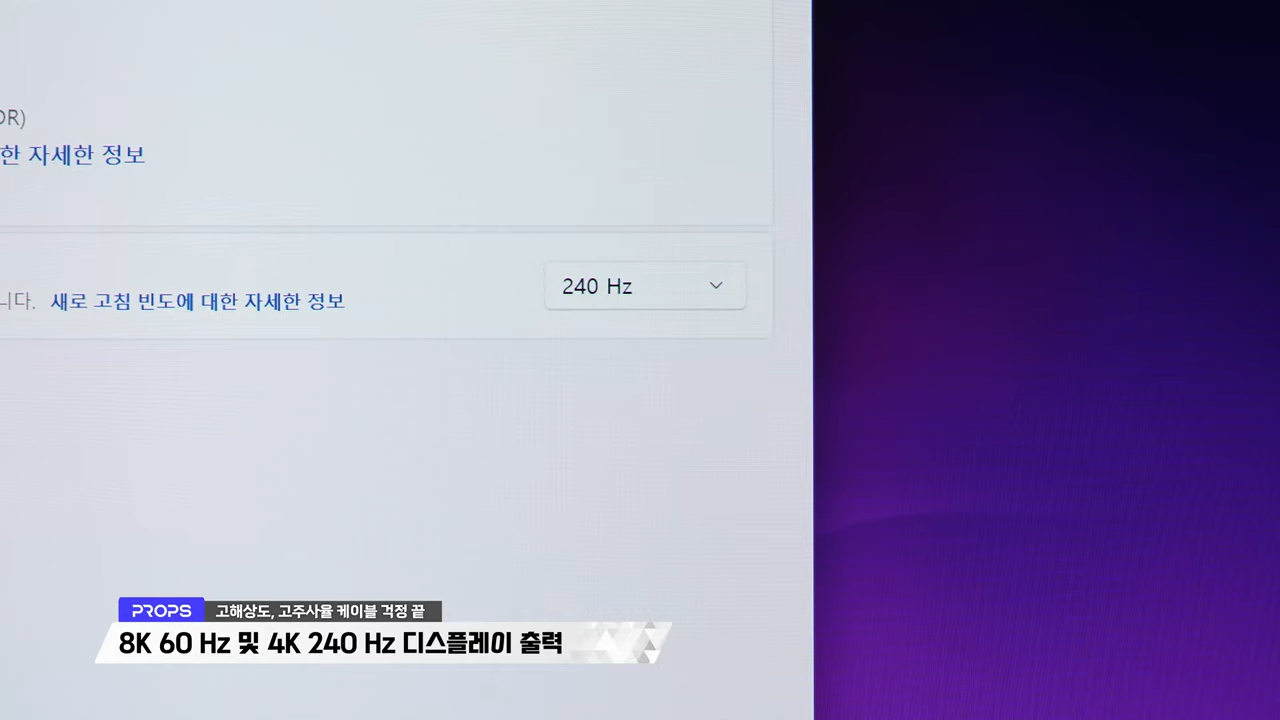 DR)
한 자세한 정보
니다. 새로 고침 빈도에 대한 자세한 정보
240 Hz
PROPS 고해상도, 고주사율 케이블 걱정 끝
8K 60 Hz 및 4K 240 Hz 디스플레이 출력